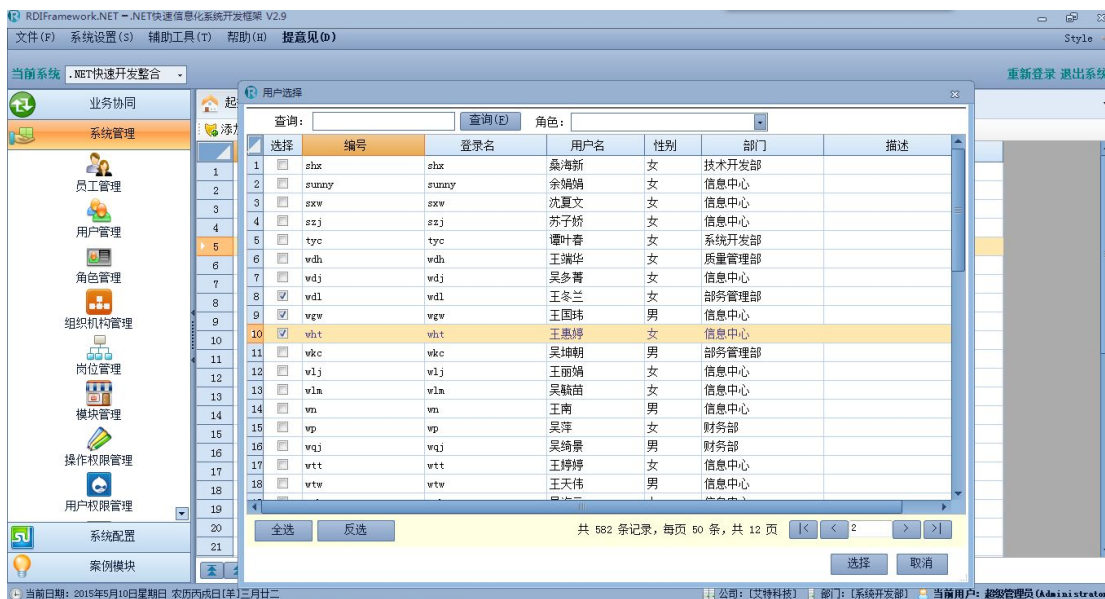 RDIFramework.NET －.NET快速信息化系统开发框架 V2.9
文件(F) 系统设置(S) 辅助工具(T) 帮助(H) 提意见(D) Style
当前系统 .NET快速开发整合 重新登录 退出系统
业务协同
系统管理
员工管理
用户管理
角色管理
组织机构管理
岗位管理
模块管理
操作权限管理
用户权限管理
系统配置
案例模块
起
添加
1
2
3
4
5
6
7
8
9
10
11
12
13
14
15
16
17
18
19
20
21
用户选择
查询： 查询(F) 角色：
选择 编号 登录名 用户名 性别 部门 描述
1 shx shx 桑海新 女 技术开发部
2 sunny sunny 余娟娟 女 信息中心
3 sxw sxw 沈夏文 女 信息中心
4 szj szj 苏子娇 女 信息中心
5 tyc tyc 谭叶春 女 系统开发部
6 wdh wdh 王端华 女 质量管理部
7 wdj wdj 吴多菁 女 信息中心
8 wdl wdl 王冬兰 女 部务管理部
9 wgw wgw 王国玮 男 信息中心
10 wht wht 王惠婷 女 信息中心
11 wkc wkc 吴坤朝 男 部务管理部
12 wlj wlj 王丽娟 女 信息中心
13 wlm wlm 吴毓苗 女 信息中心
14 wn wn 王南 男 信息中心
15 wp wp 吴萍 女 财务部
16 wqj wqj 吴绮景 男 财务部
17 wtt wtt 王婷婷 女 信息中心
18 wtw wtw 王天伟 男 信息中心
全选 反选 共 582 条记录，每页 50 条，共 12 页 |< < 2 > >|
选择 取消
当前日期：2015年5月10日星期日 农历丙戌日[羊]三月廿二 公司：[艾特科技] 部门：[系统开发部] 当前用户：超级管理员(Administrator